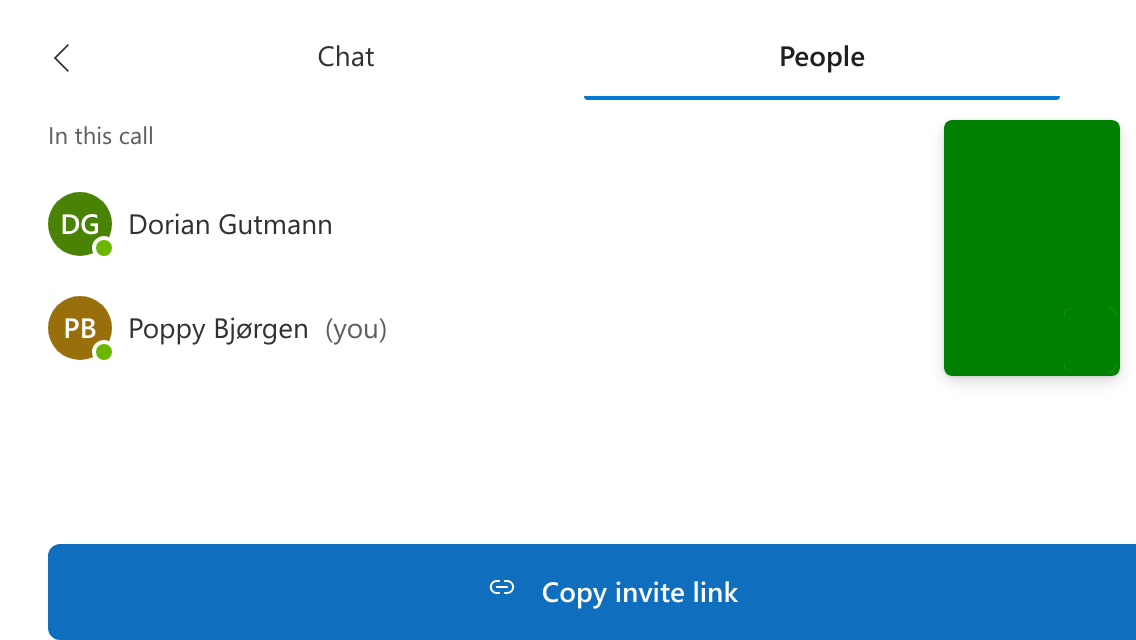 Chat People
In this call
DG Dorian Gutmann
PB Poppy Bjørgen (you)
Copy invite link